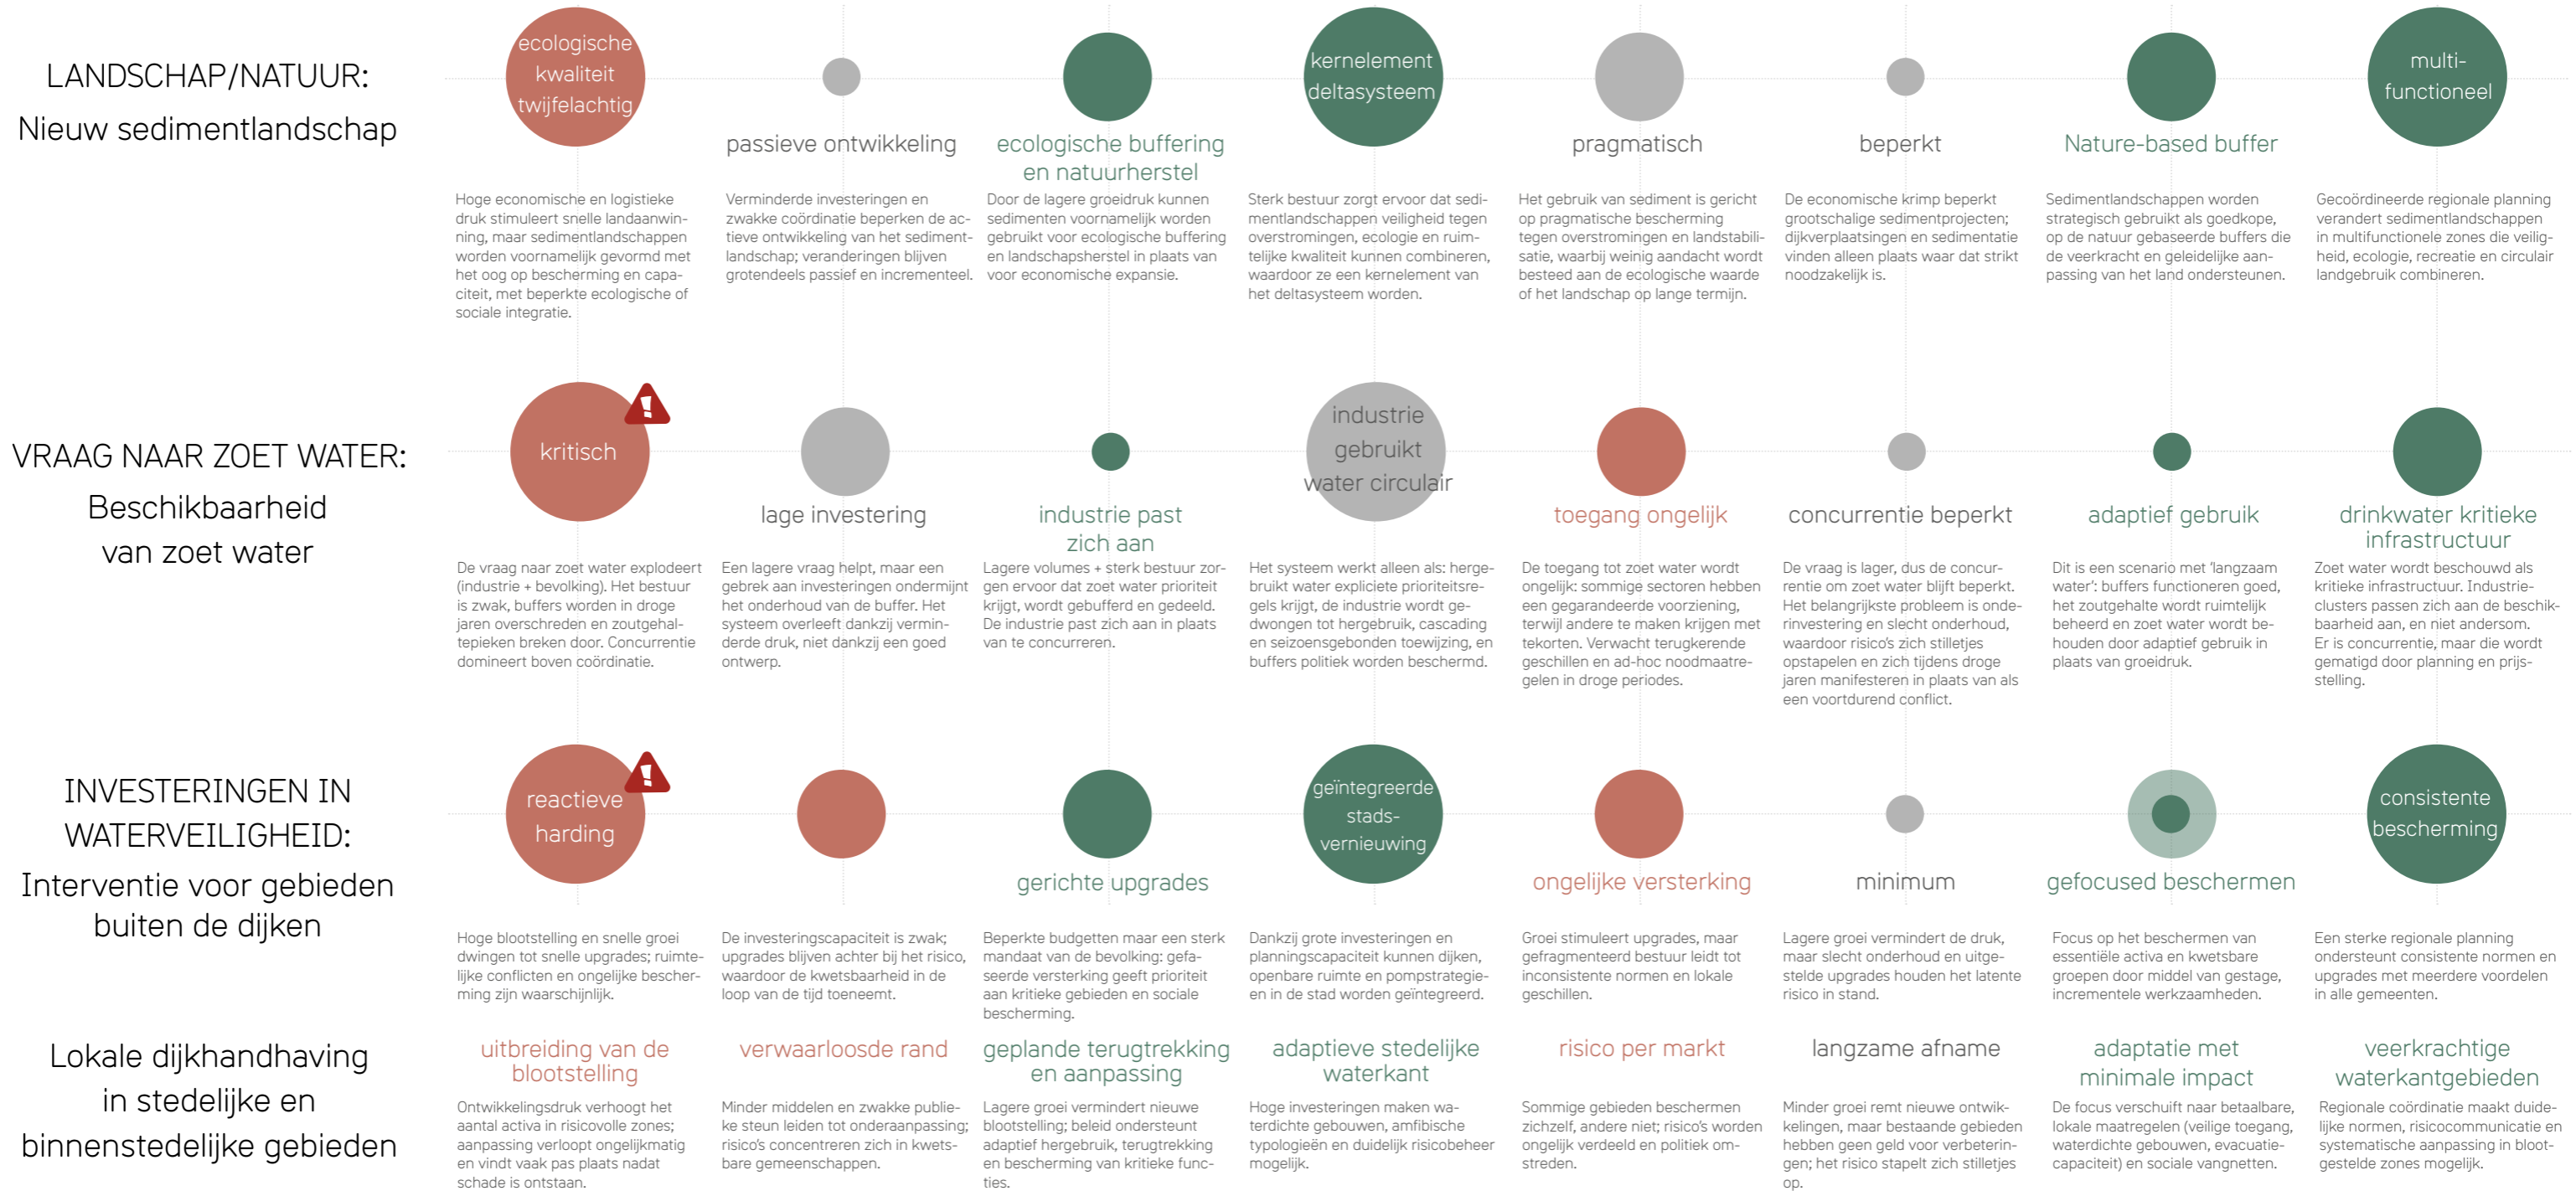 LANDSCHAP/NATUUR:
Nieuw sedimentlandschap
ecologische
kwaliteit
twijfelachtig
Hoge economische en logistieke
druk stimuleert snelle landaanwin-
ning, maar sedimentlandschappen
worden voornamelijk gevormd met
het oog op bescherming en capa-
citeit, met beperkte ecologische of
sociale integratie.
passieve ontwikkeling
Verminderde investeringen en
zwakke coördinatie beperken de ac-
tieve ontwikkeling van het sediment-
landschap; veranderingen blijven
grotendeels passief en incrementeel.
ecologische buffering
en natuurherstel
Door de lagere groeidruk kunnen
sedimenten voornamelijk worden
gebruikt voor ecologische buffering
en landschapsherstel in plaats van
voor economische expansie.
kernelement
deltasysteem
Sterk bestuur zorgt ervoor dat sedi-
mentlandschappen veiligheid tegen
overstromingen, ecologie en ruim-
telijke kwaliteit kunnen combineren,
waardoor ze een kernelement van
het deltasysteem worden.
pragmatisch
Het gebruik van sediment is gericht
op pragmatische bescherming
tegen overstromingen en landstabili-
satie, waarbij weinig aandacht wordt
besteed aan de ecologische waarde
of het landschap op lange termijn.
beperkt
De economische krimp beperkt
grootschalige sedimentprojecten;
dijkverplaatsingen en sedimentatie
vinden alleen plaats waar dat strikt
noodzakelijk is.
Nature-based buffer
Sedimentlandschappen worden
strategisch gebruikt als goedkope,
op de natuur gebaseerde buffers die
de veerkracht en geleidelijke aan-
passing van het land ondersteunen.
multi-
functioneel
Gecoördineerde regionale planning
verandert sedimentlandschappen
in multifunctionele zones die veilig-
heid, ecologie, recreatie en circulair
landgebruik combineren.
VRAAG NAAR ZOET WATER:
Beschikbaarheid
van zoet water
kritisch
De vraag naar zoet water explodeert
(industrie + bevolking). Het bestuur
is zwak, buffers worden in droge
jaren overschreden en zoutgehal-
tepieken breken door. Concurrentie
domineert boven coördinatie.
lage investering
Een lagere vraag helpt, maar een
gebrek aan investeringen ondermijnt
het onderhoud van de buffer. Het
systeem overleeft dankzij vermin-
derde druk, niet dankzij een goed
ontwerp.
industrie past
zich aan
Lagere volumes + sterk bestuur zor-
gen ervoor dat zoet water prioriteit
krijgt, wordt gebufferd en gedeeld.
De industrie past zich aan in plaats
van te concurreren.
industrie
gebruikt
water circulair
Het systeem werkt alleen als: herge-
bruikt water expliciete prioriteitsre-
gels krijgt, de industrie wordt ge-
dwongen tot hergebruik, cascading
en seizoensgebonden toewijzing, en
buffers politiek worden beschermd.
toegang ongelijk
De toegang tot zoet water wordt
ongelijk: sommige sectoren hebben
een gegarandeerde voorziening,
terwijl andere te maken krijgen met
tekorten. Verwacht terugkerende
geschillen en ad-hoc noodmaatre-
gelen in droge periodes.
concurrentie beperkt
De vraag is lager, dus de concur-
rentie om zoet water blijft beperkt.
Het belangrijkste probleem is onde-
rinvestering en slecht onderhoud,
waardoor risico's zich stilletjes
opstapelen en zich tijdens droge
jaren manifesteren in plaats van als
een voortdurend conflict.
adaptief gebruik
Dit is een scenario met 'langzaam
water': buffers functioneren goed,
het zoutgehalte wordt ruimtelijk
beheerd en zoet water wordt be-
houden door adaptief gebruik in
plaats van groeidruk.
drinkwater kritieke
infrastructuur
Zoet water wordt beschouwd als
kritieke infrastructuur. Industrie-
clusters passen zich aan de beschik-
baarheid aan, en niet andersom.
Er is concurrentie, maar die wordt
gematigd door planning en prijs-
stelling.
INVESTERINGEN IN
WATERVEILIGHEID:
Interventie voor gebieden
buiten de dijken
reactieve
harding
Hoge blootstelling en snelle groei
dwingen tot snelle upgrades; ruimte-
lijke conflicten en ongelijke bescher-
ming zijn waarschijnlijk.
De investeringscapaciteit is zwak;
upgrades blijven achter bij het risico,
waardoor de kwetsbaarheid in de
loop van de tijd toeneemt.
gerichte upgrades
Beperkte budgetten maar een sterk
mandaat van de bevolking: gefa-
seerde versterking geeft prioriteit
aan kritieke gebieden en sociale
bescherming.
geïntegreerde
stads-
vernieuwing
Dankzij grote investeringen en
planningscapaciteit kunnen dijken,
openbare ruimte en pompstrategie-
en in de stad worden geïntegreerd.
ongelijke versterking
Groei stimuleert upgrades, maar
gefragmenteerd bestuur leidt tot
inconsistente normen en lokale
geschillen.
minimum
Lagere groei vermindert de druk,
maar slecht onderhoud en uitge-
stelde upgrades houden het latente
risico in stand.
gefocused beschermen
Focus op het beschermen van
essentiële activa en kwetsbare
groepen door middel van gestage,
incrementele werkzaamheden.
consistente
bescherming
Een sterke regionale planning
ondersteunt consistente normen en
upgrades met meerdere voordelen
in alle gemeenten.
Lokale dijkhandhaving
in stedelijke en
binnenstedelijke gebieden
uitbreiding van de
blootstelling
Ontwikkelingsdruk verhoogt het
aantal activa in risicovolle zones;
aanpassing verloopt ongelijkmatig
en vindt vaak pas plaats nadat
schade is ontstaan.
verwaarloosde rand
Minder middelen en zwakke publie-
ke steun leiden tot onderaanpassing;
risico's concentreren zich in kwets-
bare gemeenschappen.
geplande terugtrekking
en aanpassing
Lagere groei vermindert nieuwe
blootstelling; beleid ondersteunt
adaptief hergebruik, terugtrekking
en bescherming van kritieke func-
ties.
adaptieve stedelijke
waterkant
Hoge investeringen maken wa-
terdichte gebouwen, amfibische
typologieën en duidelijk risicobeheer
mogelijk.
risico per markt
Sommige gebieden beschermen
zichzelf, andere niet; risico's worden
ongelijk verdeeld en politiek om-
streden.
langzame afname
Minder groei remt nieuwe ontwik-
kelingen, maar bestaande gebieden
hebben geen geld voor verbeterin-
gen; het risico stapelt zich stilletjes
op.
adaptatie met
minimale impact
De focus verschuift naar betaalbare,
lokale maatregelen (veilige toegang,
waterdichte gebouwen, evacuatie-
capaciteit) en sociale vangnetten.
veerkrachtige
waterkantgebieden
Regionale coördinatie maakt duide-
lijke normen, risicocommunicatie en
systematische aanpassing in bloot-
gestelde zones mogelijk.